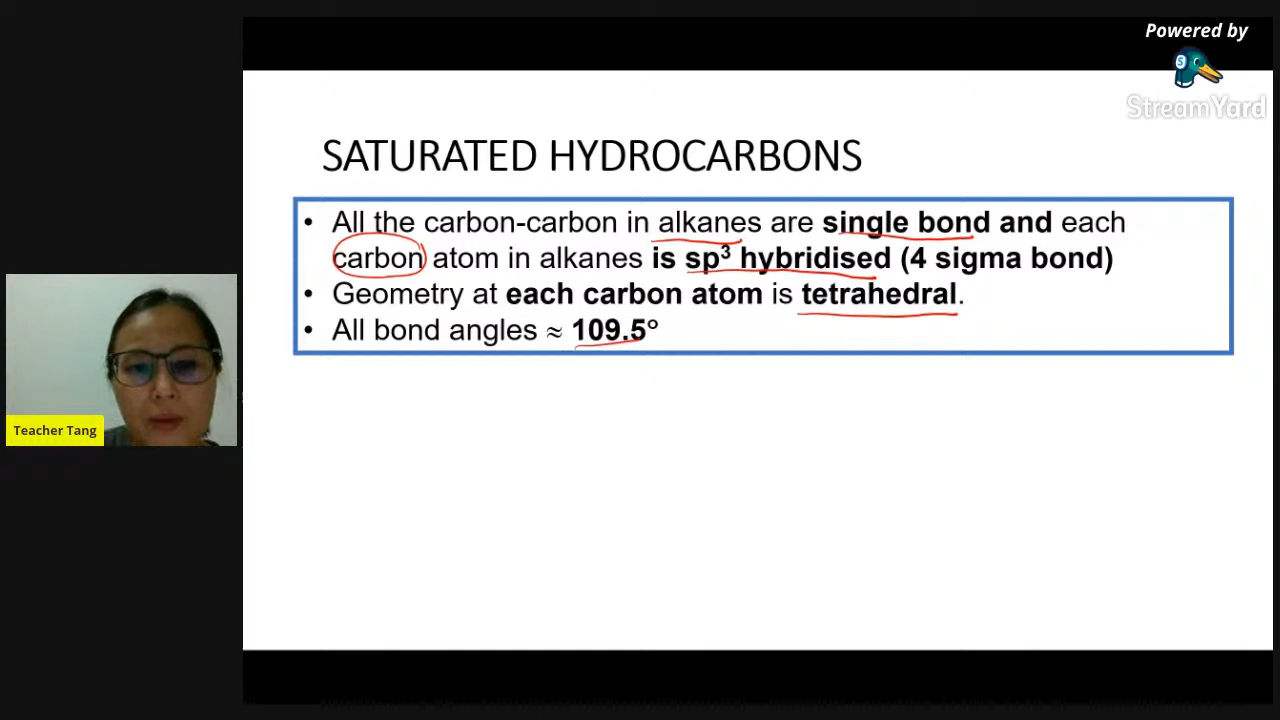 Powered by
StreamYard
SATURATED HYDROCARBONS
• All the carbon-carbon in alkanes are single bond and each
carbon atom in alkanes is sp³ hybridised (4 sigma bond)
• Geometry at each carbon atom is tetrahedral.
• All bond angles ≈ 109.5°
Teacher Tang